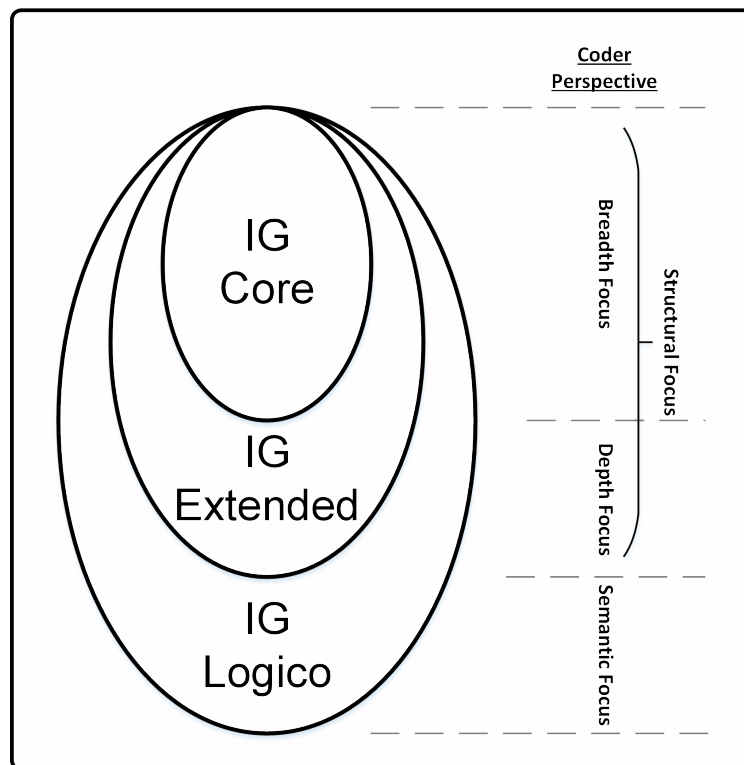 Coder
Perspective
IG
Core
IG
Extended
IG
Logico
Breadth Focus
Structural Focus
Depth Focus
Semantic Focus